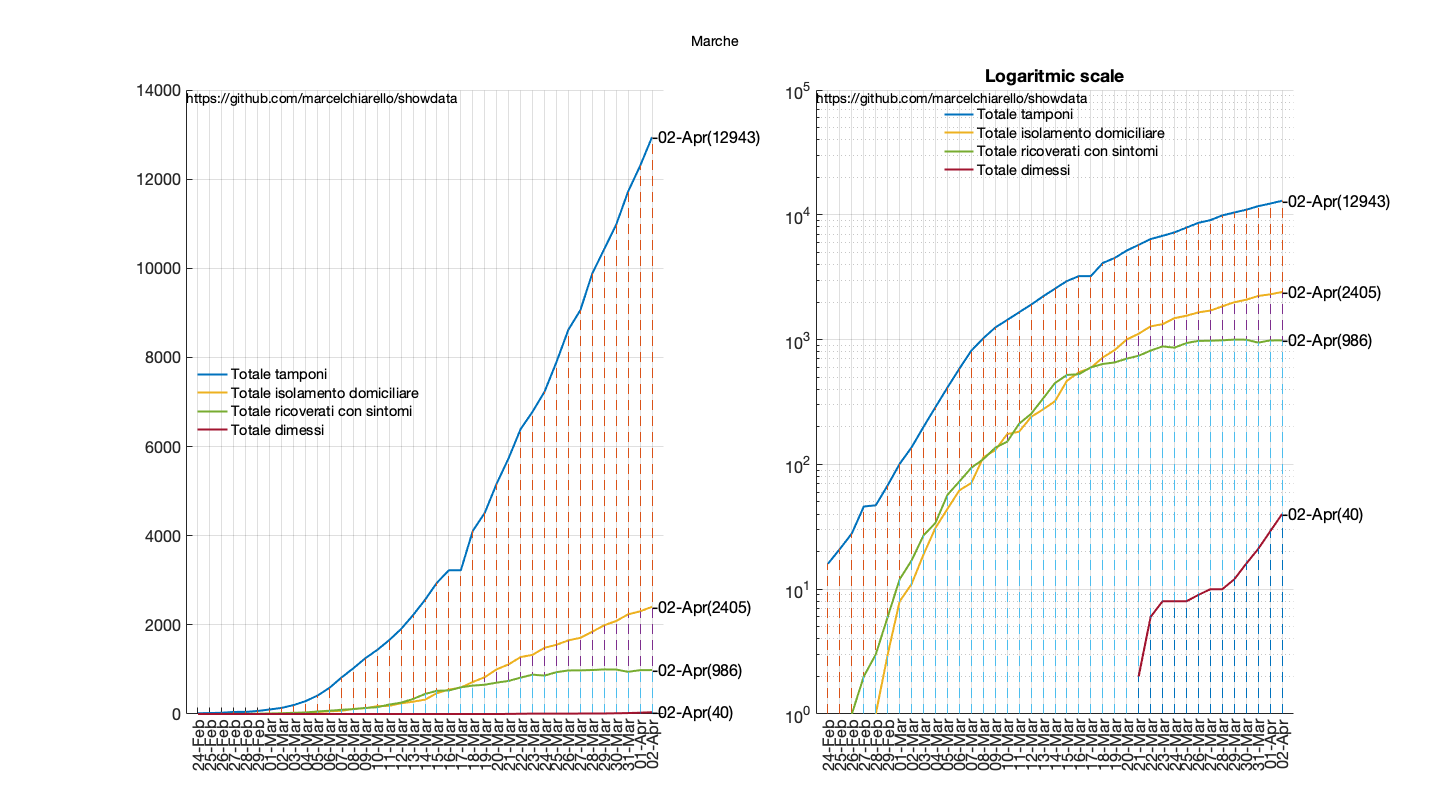 Marche
14000
12000
10000
8000
6000
4000
2000
0
https://github.com/marcelchiarello/showdata
-02-Apr(12943)
-02-Apr(2405)
-02-Apr(986)
-02-Apr(40)
Totale tamponi
Totale isolamento domiciliare
Totale ricoverati con sintomi
Totale dimessi
24-Feb
25-Feb
26-Feb
27-Feb
28-Feb
29-Feb
01-Mar
02-Mar
03-Mar
04-Mar
05-Mar
06-Mar
07-Mar
08-Mar
09-Mar
10-Mar
11-Mar
12-Mar
13-Mar
14-Mar
15-Mar
16-Mar
17-Mar
18-Mar
19-Mar
20-Mar
21-Mar
22-Mar
23-Mar
24-Mar
25-Mar
26-Mar
27-Mar
28-Mar
29-Mar
30-Mar
31-Mar
01-Apr
02-Apr
Logaritmic scale
10^5
10^4
10^3
10^2
10^1
10^0
https://github.com/marcelchiarello/showdata
Totale tamponi
Totale isolamento domiciliare
Totale ricoverati con sintomi
Totale dimessi
-02-Apr(12943)
-02-Apr(2405)
-02-Apr(986)
-02-Apr(40)
24-Feb
25-Feb
26-Feb
27-Feb
28-Feb
29-Feb
01-Mar
02-Mar
03-Mar
04-Mar
05-Mar
06-Mar
07-Mar
08-Mar
09-Mar
10-Mar
11-Mar
12-Mar
13-Mar
14-Mar
15-Mar
16-Mar
17-Mar
18-Mar
19-Mar
20-Mar
21-Mar
22-Mar
23-Mar
24-Mar
25-Mar
26-Mar
27-Mar
28-Mar
29-Mar
30-Mar
31-Mar
01-Apr
02-Apr